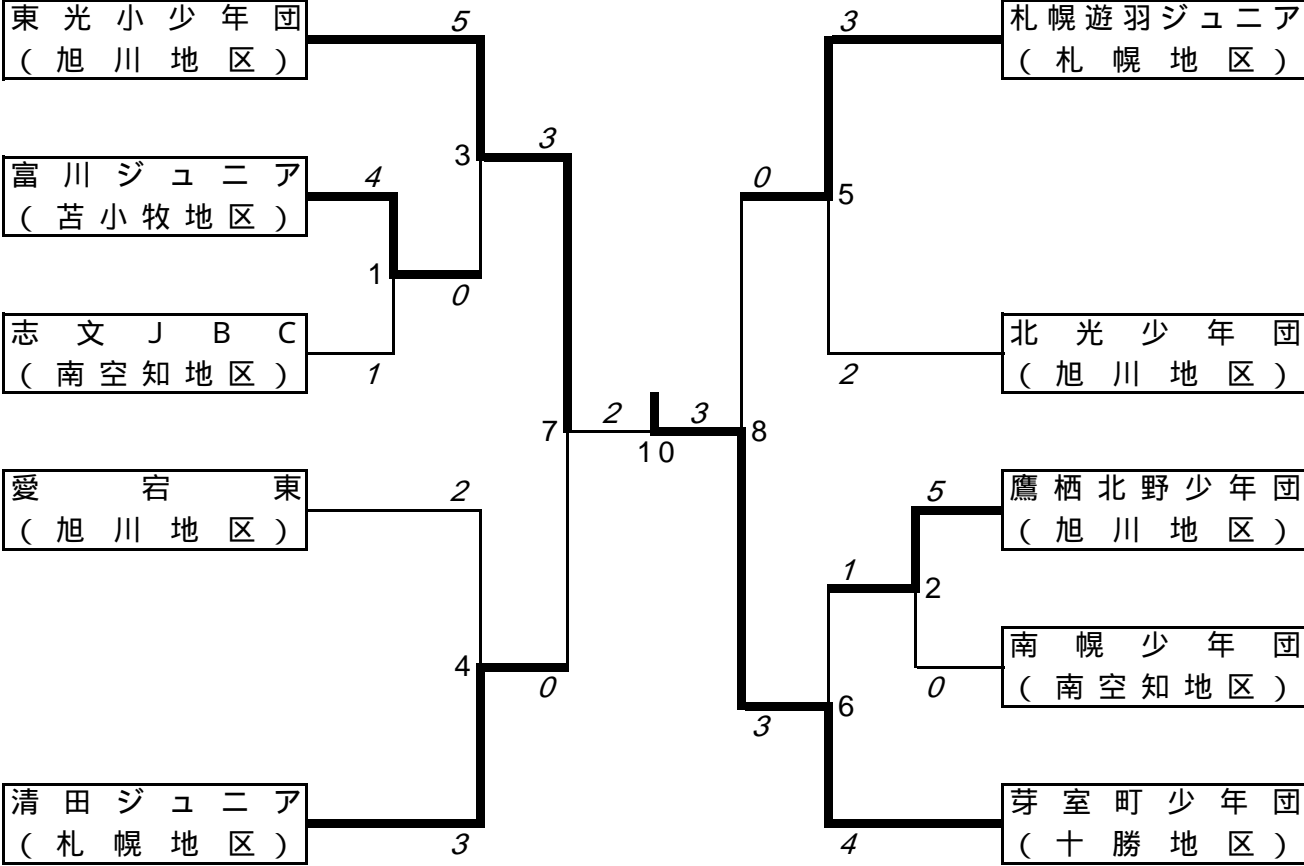 東光小少年団
(旭川地区)
富川ジュニア
(苫小牧地区)
志文JBC
(南空知地区)
愛宕東
(旭川地区)
清田ジュニア
(札幌地区)
5
3
3
4
1
0
1
2
4
0
3
7
2
10
3
8
3
0
5
2
5
1
2
0
6
3
4
札幌遊羽ジュニア
(札幌地区)
北光少年団
(旭川地区)
鷹栖北野少年団
(旭川地区)
南幌少年団
(南空知地区)
芽室町少年団
(十勝地区)